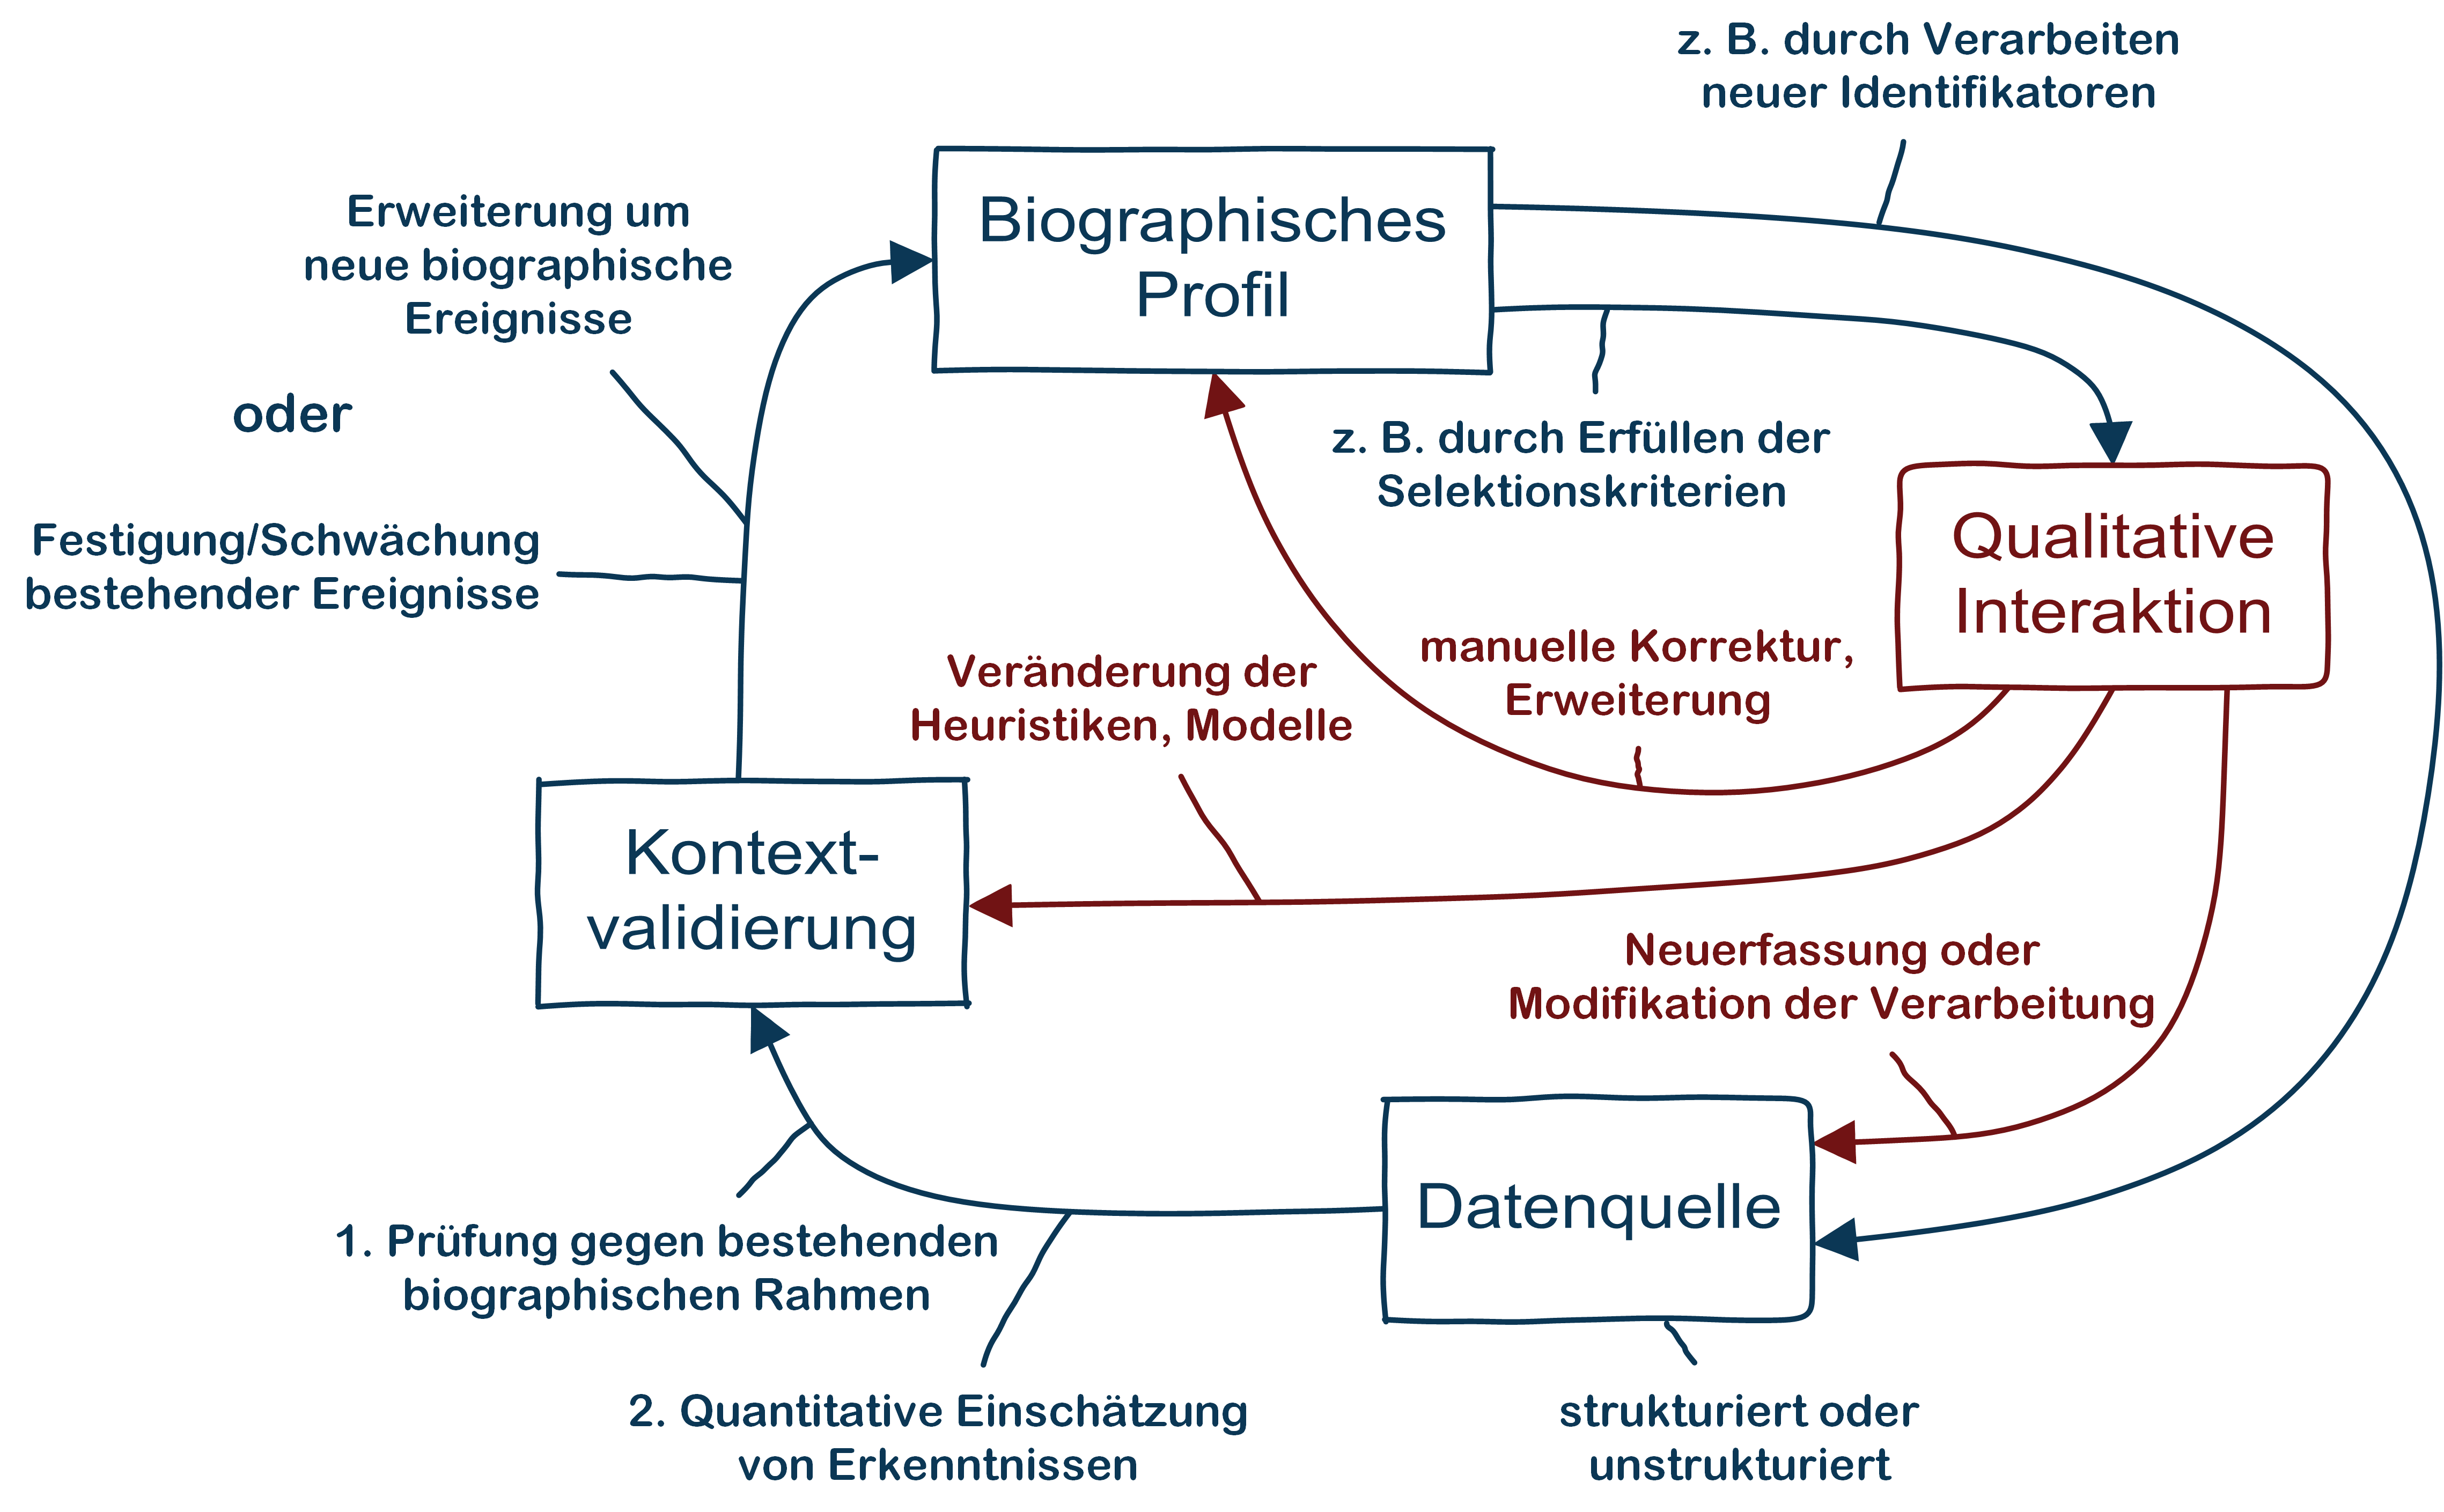 z. B. durch Verarbeiten
neuer Identifikatoren
Biographisches
Profil
Erweiterung um
neue biographische
Ereignisse
oder
Festigung/Schwächung
bestehender Ereignisse
z. B. durch Erfüllen der
Selektionskriterien
Qualitative
Interaktion
manuelle Korrektur,
Erweiterung
Veränderung der
Heuristiken, Modelle
Kontext-
validierung
Neuerfassung oder
Modifikation der Verarbeitung
Datenquelle
1. Prüfung gegen bestehenden
biographischen Rahmen
2. Quantitative Einschätzung
von Erkenntnissen
strukturiert oder
unstrukturiert